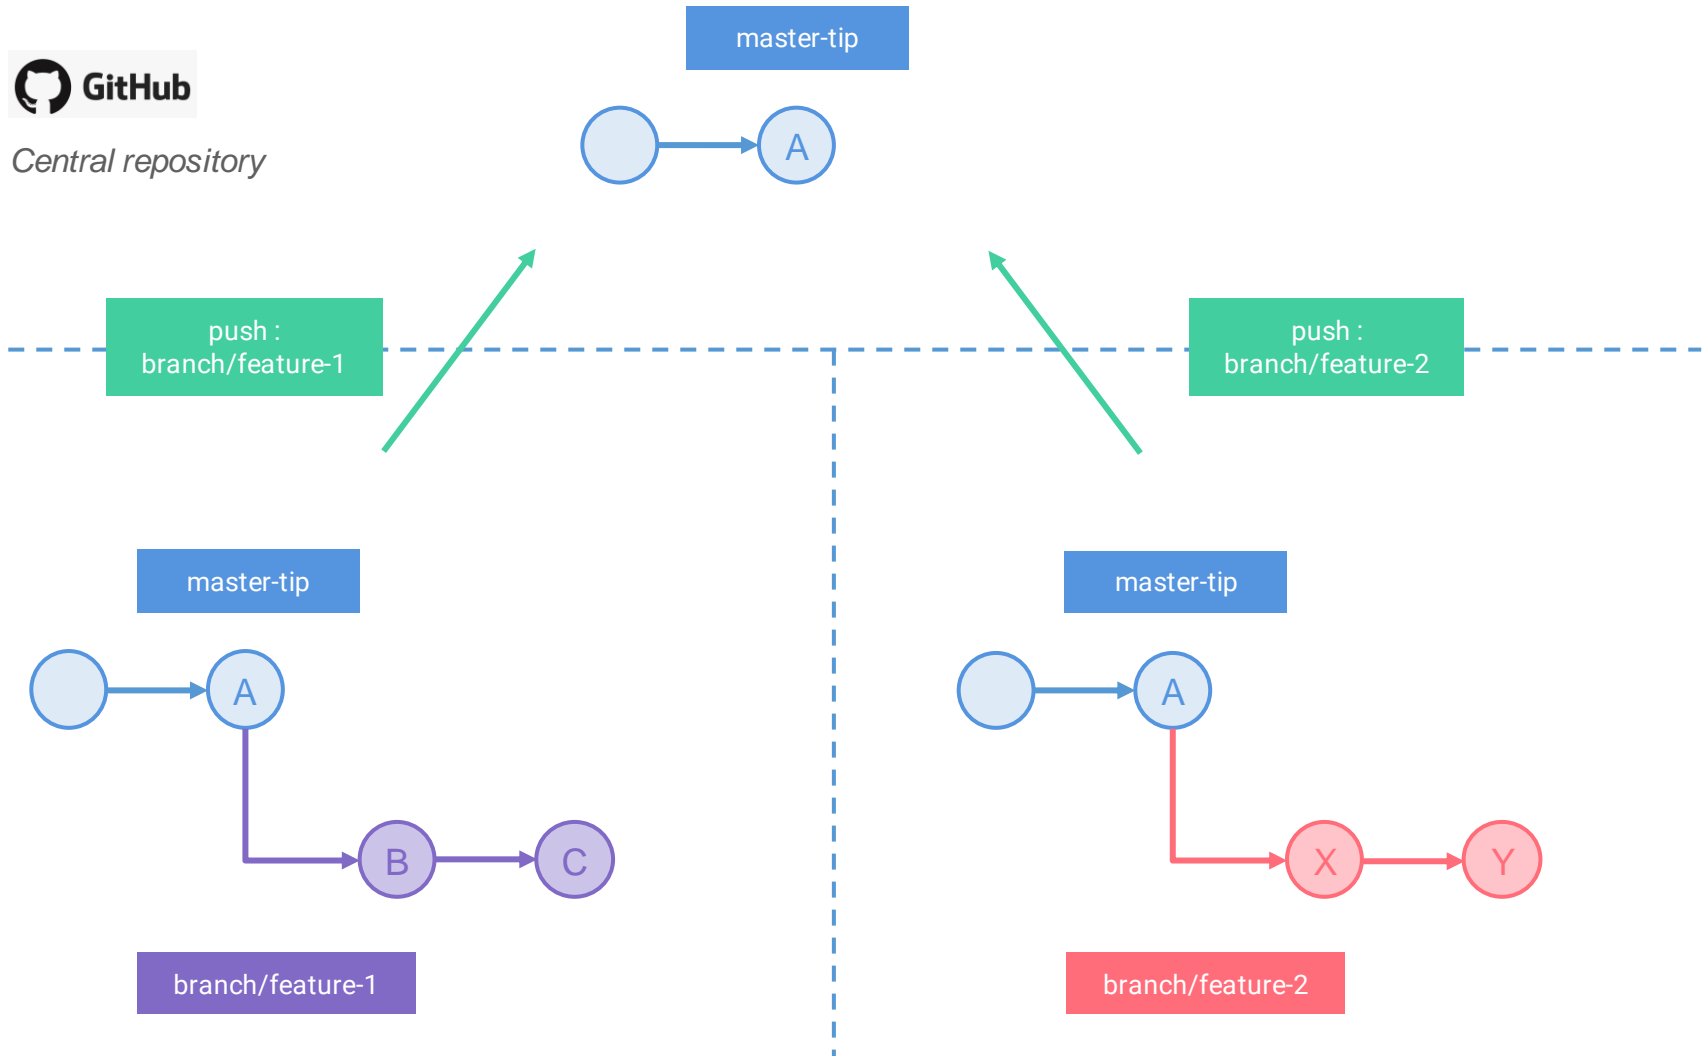 master-tip
GitHub
Central repository
A
push :
branch/feature-1
push :
branch/feature-2
master-tip
master-tip
A
A
B
C
X
Y
branch/feature-1
branch/feature-2